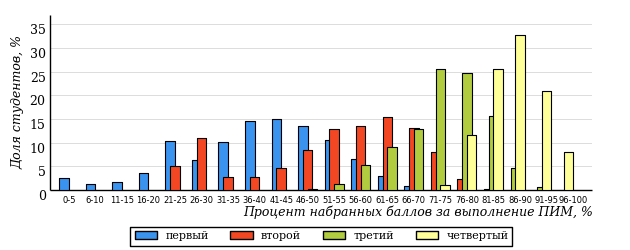 Доля студентов, %
35
30
25
20
15
10
5
0
0-5 6-10 11-15 16-20 21-25 26-30 31-35 36-40 41-45 46-50 51-55 56-60 61-65 66-70 71-75 76-80 81-85 86-90 91-95 96-100
Процент набранных баллов за выполнение ПИМ, %
первый второй третий четвертый